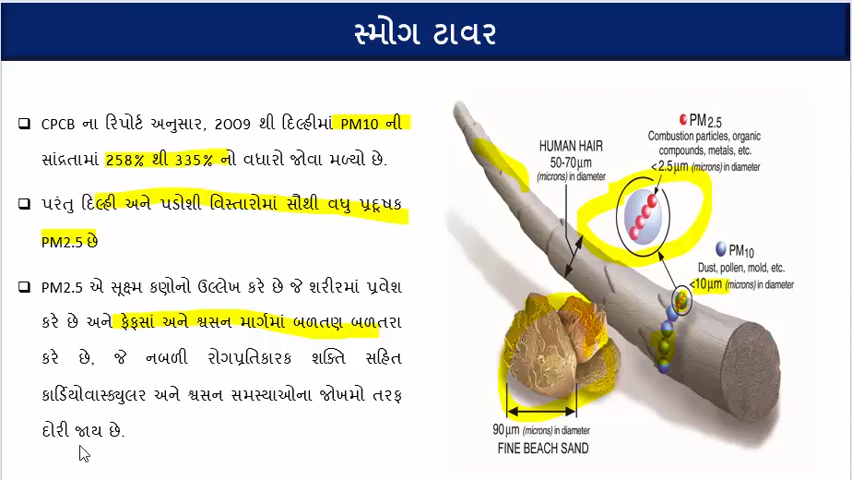 સ્મોગ ટાવર
CPCB ના રિપોર્ટ અનુસાર, 2009 થી દિલ્હીમાં PM10 ની
સાંદ્રતામાં 258% થી 335% નો વધારો જોવા મળ્યો છે.
પરંતુ દિલ્હી અને પડોશી વિસ્તારોમાં સૌથી વધુ પ્રદૂષક
PM2.5 છે
PM2.5 એ સૂક્ષ્મ કણોનો ઉલ્લેખ કરે છે જે શરીરમાં પ્રવેશ
કરે છે અને ફેફસાં અને શ્વસન માર્ગમાં બળતણ બળતરા
કરે છે, જે નબળી રોગપ્રતિકારક શક્તિ સહિત
કાર્ડિયોવાસ્ક્યુલર અને શ્વસન સમસ્યાઓના જોખમો તરફ
દોરી જાય છે.
HUMAN HAIR
50-70µm
(microns) in diameter
PM2.5
Combustion particles, organic
compounds, metals, etc.
<2.5µm (microns) in diameter
PM10
Dust, pollen, mold, etc.
<10µm (microns) in diameter
90µm (microns) in diameter
FINE BEACH SAND